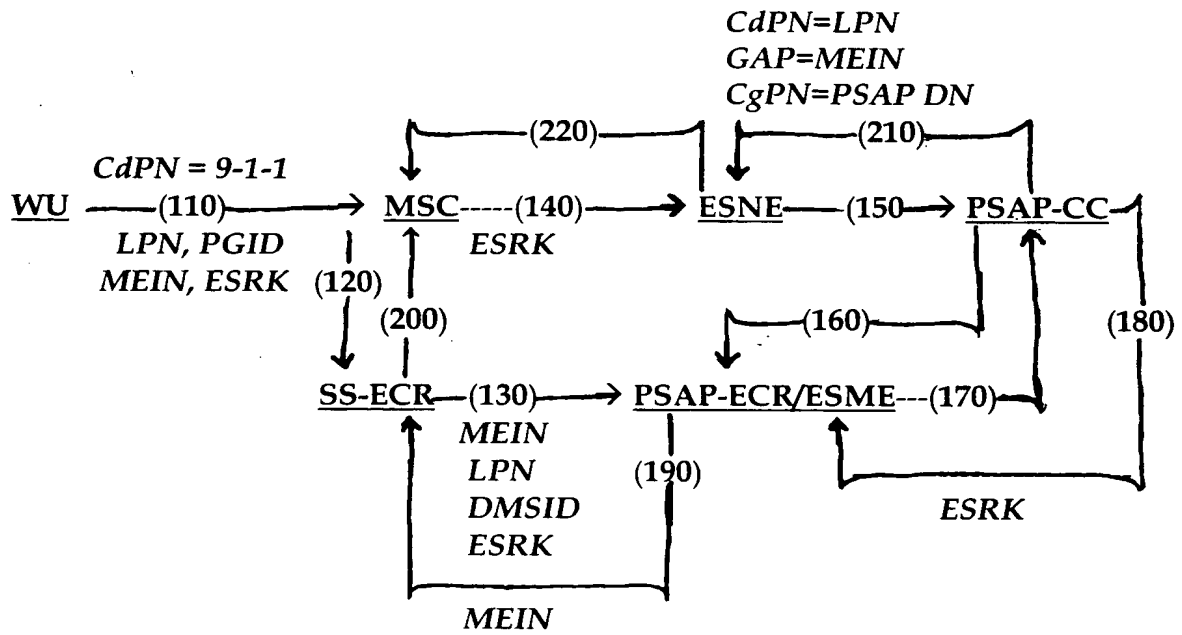 CdPN=LPN
GAP=MEIN
CgPN=PSAP DN
(220)
(210)
CdPN = 9-1-1
WU (110) MSC (140) ESNE (150 PSAP-CC
LPN, PGID
ESRK
MEIN, ESRK
(120)
(200)
(160)
(180)
SS-ECR (130) PSAP-ECR/ESME (170)
MEIN
LPN
(190)
DMSID
ESRK
ESRK
MEIN